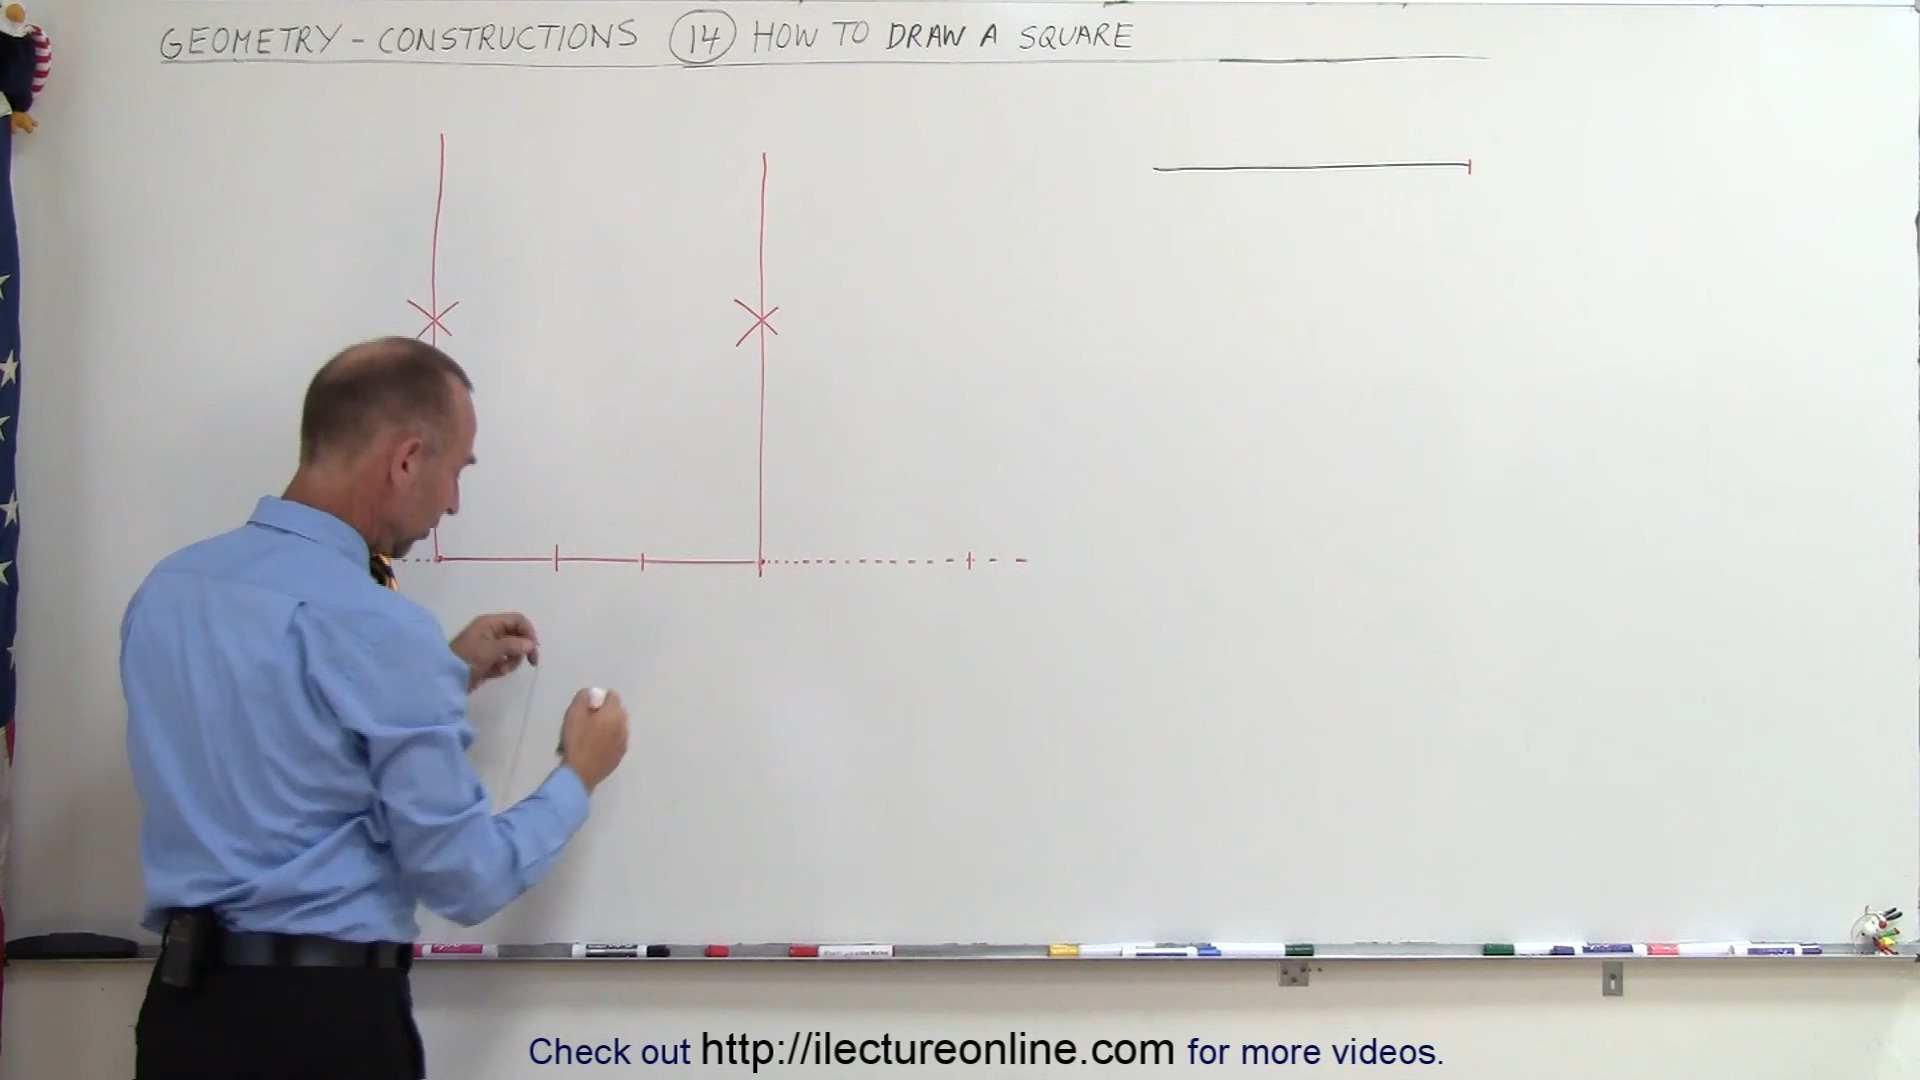 GEOMETRY - CONSTRUCTIONS (14) HOW TO DRAW A SQUARE
Check out http://ilectureonline.com for more videos.